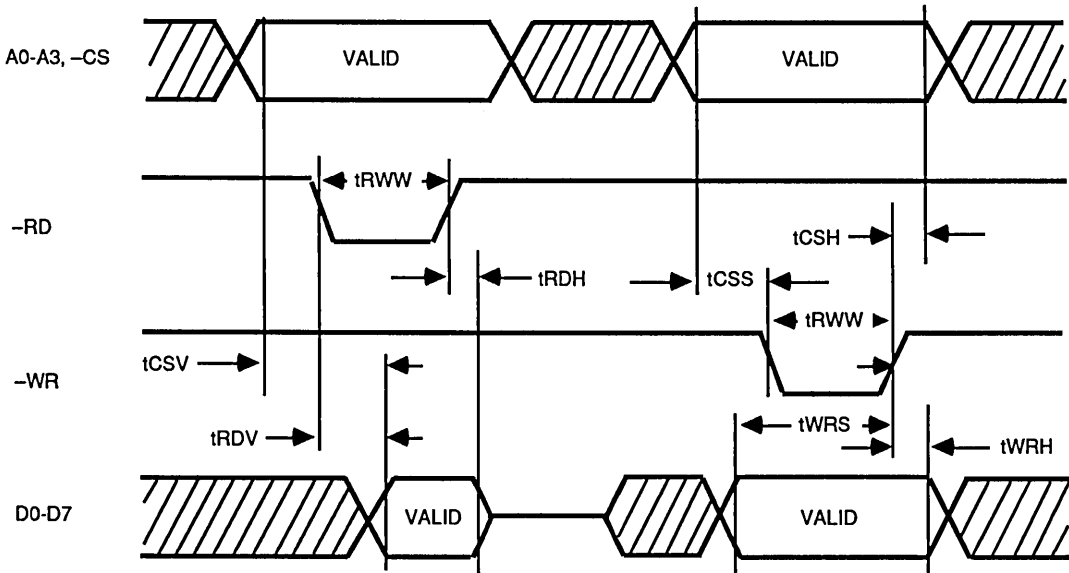 A0-A3, –CS
VALID
VALID
tRWW
–RD
tCSH
tRDH
tCSS
tRWW
tCSV
–WR
tWRS
tRDV
tWRH
D0-D7
VALID
VALID